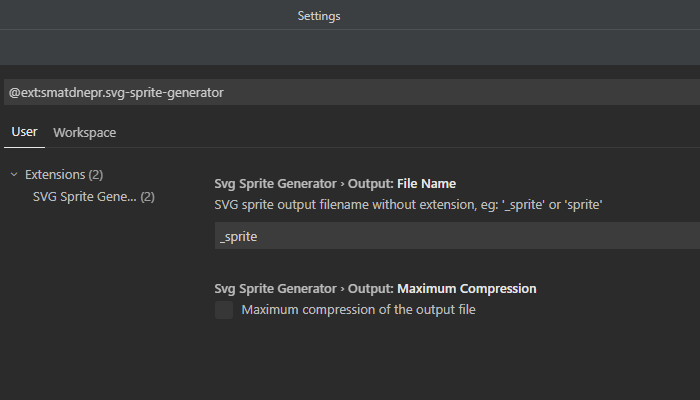 Settings
@ext:smatdnepr.svg-sprite-generator
User Workspace
Extensions (2)
SVG Sprite Gene... (2)
Svg Sprite Generator › Output: File Name
SVG sprite output filename without extension, eg: '_sprite' or 'sprite'
_sprite
Svg Sprite Generator › Output: Maximum Compression
Maximum compression of the output file